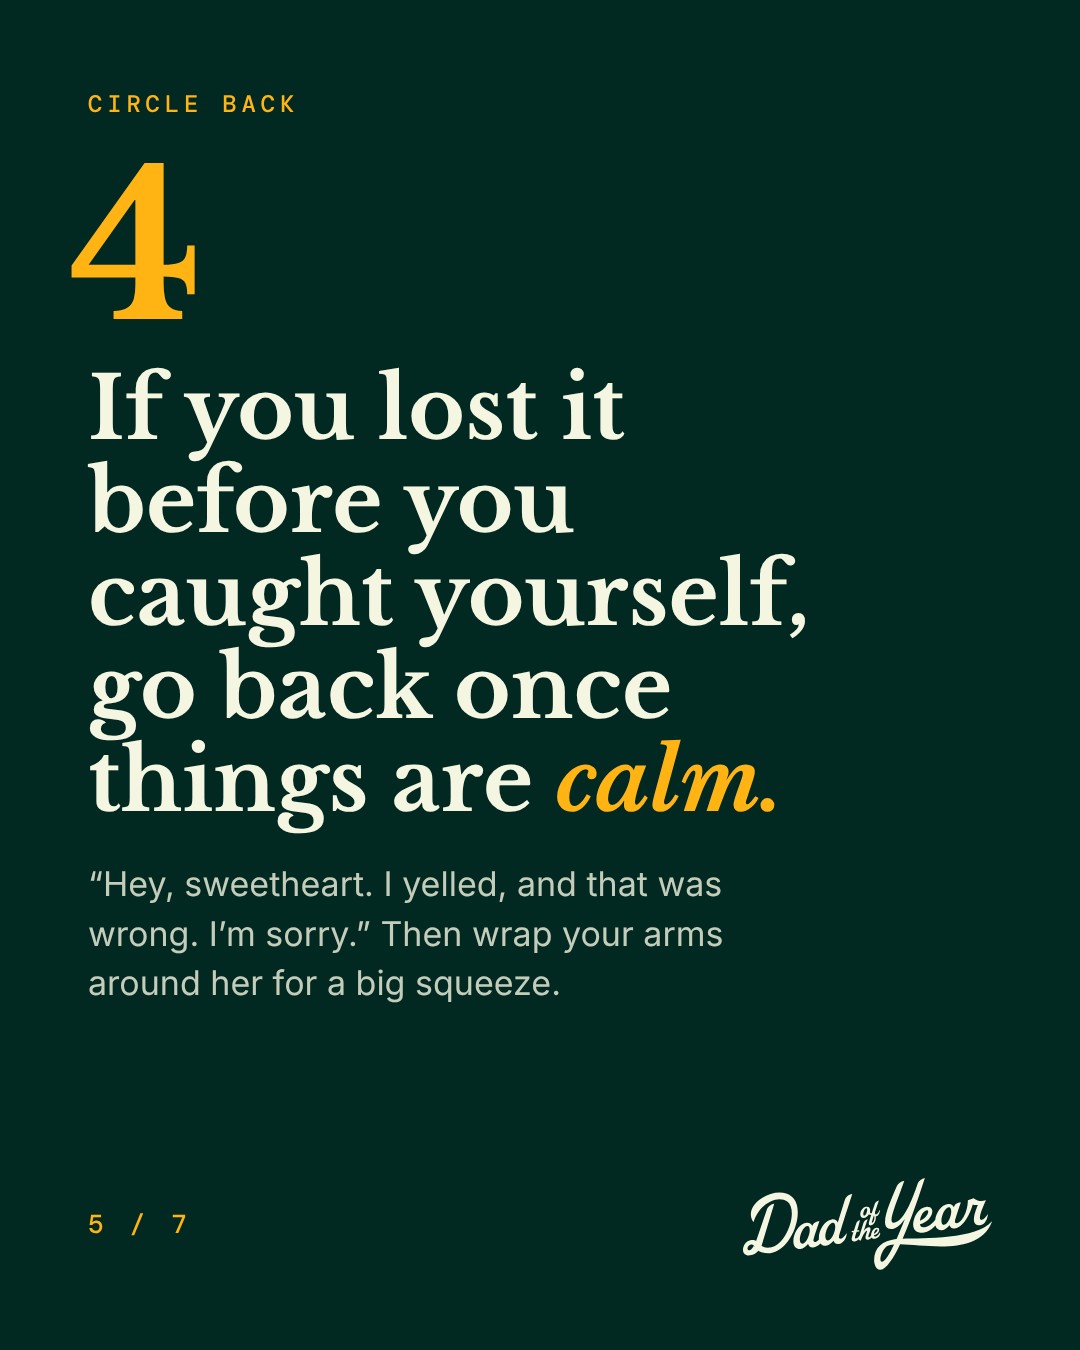 CIRCLE BACK
4
If you lost it
before you
caught yourself,
go back once
things are calm.
“Hey, sweetheart. I yelled, and that was
wrong. I’m sorry.” Then wrap your arms
around her for a big squeeze.
5 / 7
Dad of the Year